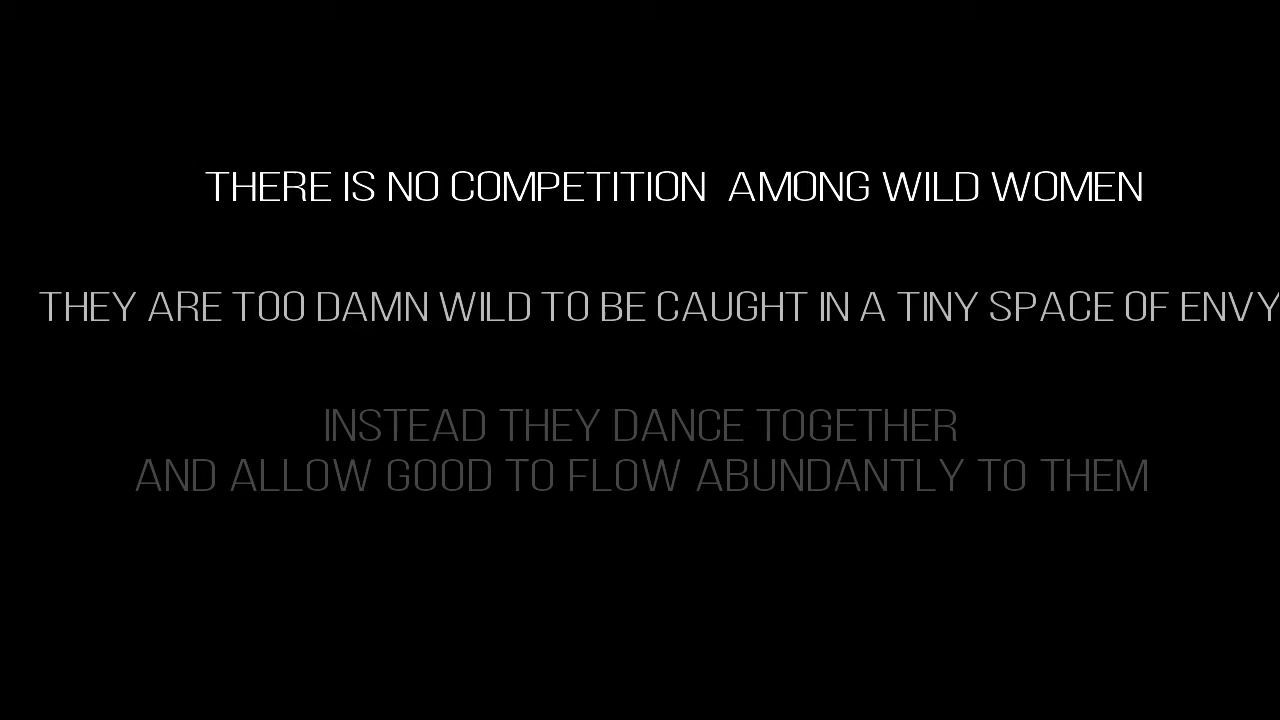 THERE IS NO COMPETITION  AMONG WILD WOMEN
THEY ARE TOO DAMN WILD TO BE CAUGHT IN A TINY SPACE OF ENVY
INSTEAD THEY DANCE TOGETHER
AND ALLOW GOOD TO FLOW ABUNDANTLY TO THEM